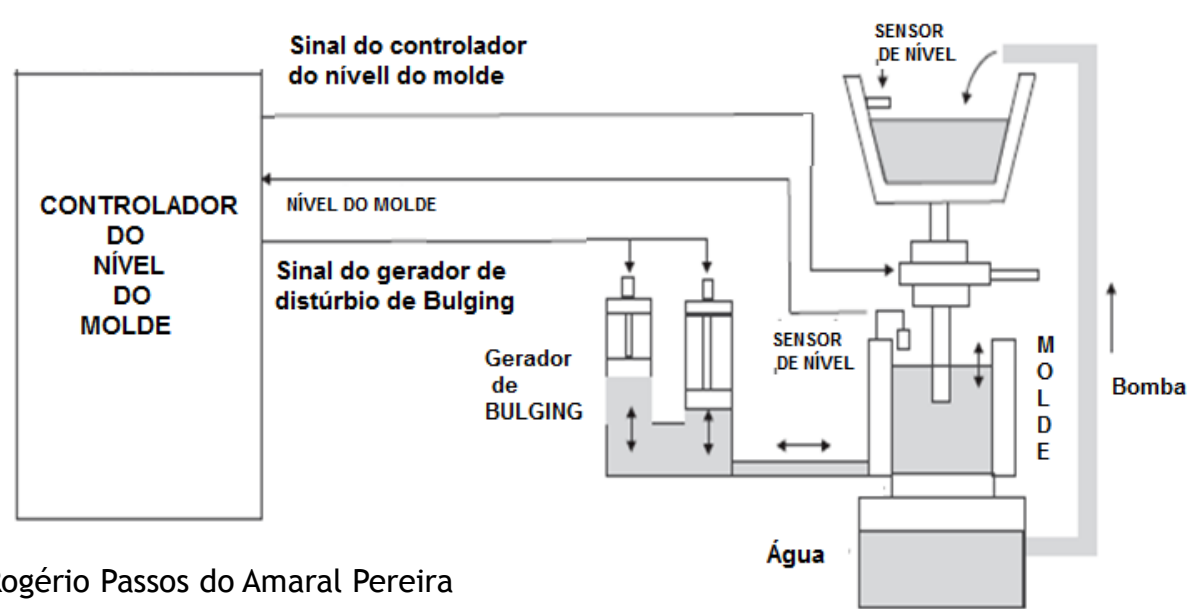 SENSOR
,DE NÍVEL
Sinal do controlador
do nívell do molde
CONTROLADOR
DO
NÍVEL
DO
MOLDE
NÍVEL DO MOLDE
Sinal do gerador de
distúrbio de Bulging
Gerador
de
BULGING
SENSOR
,DE NÍVEL
M
O
L
D
E
Bomba
Água
Passos do Amaral Pereira